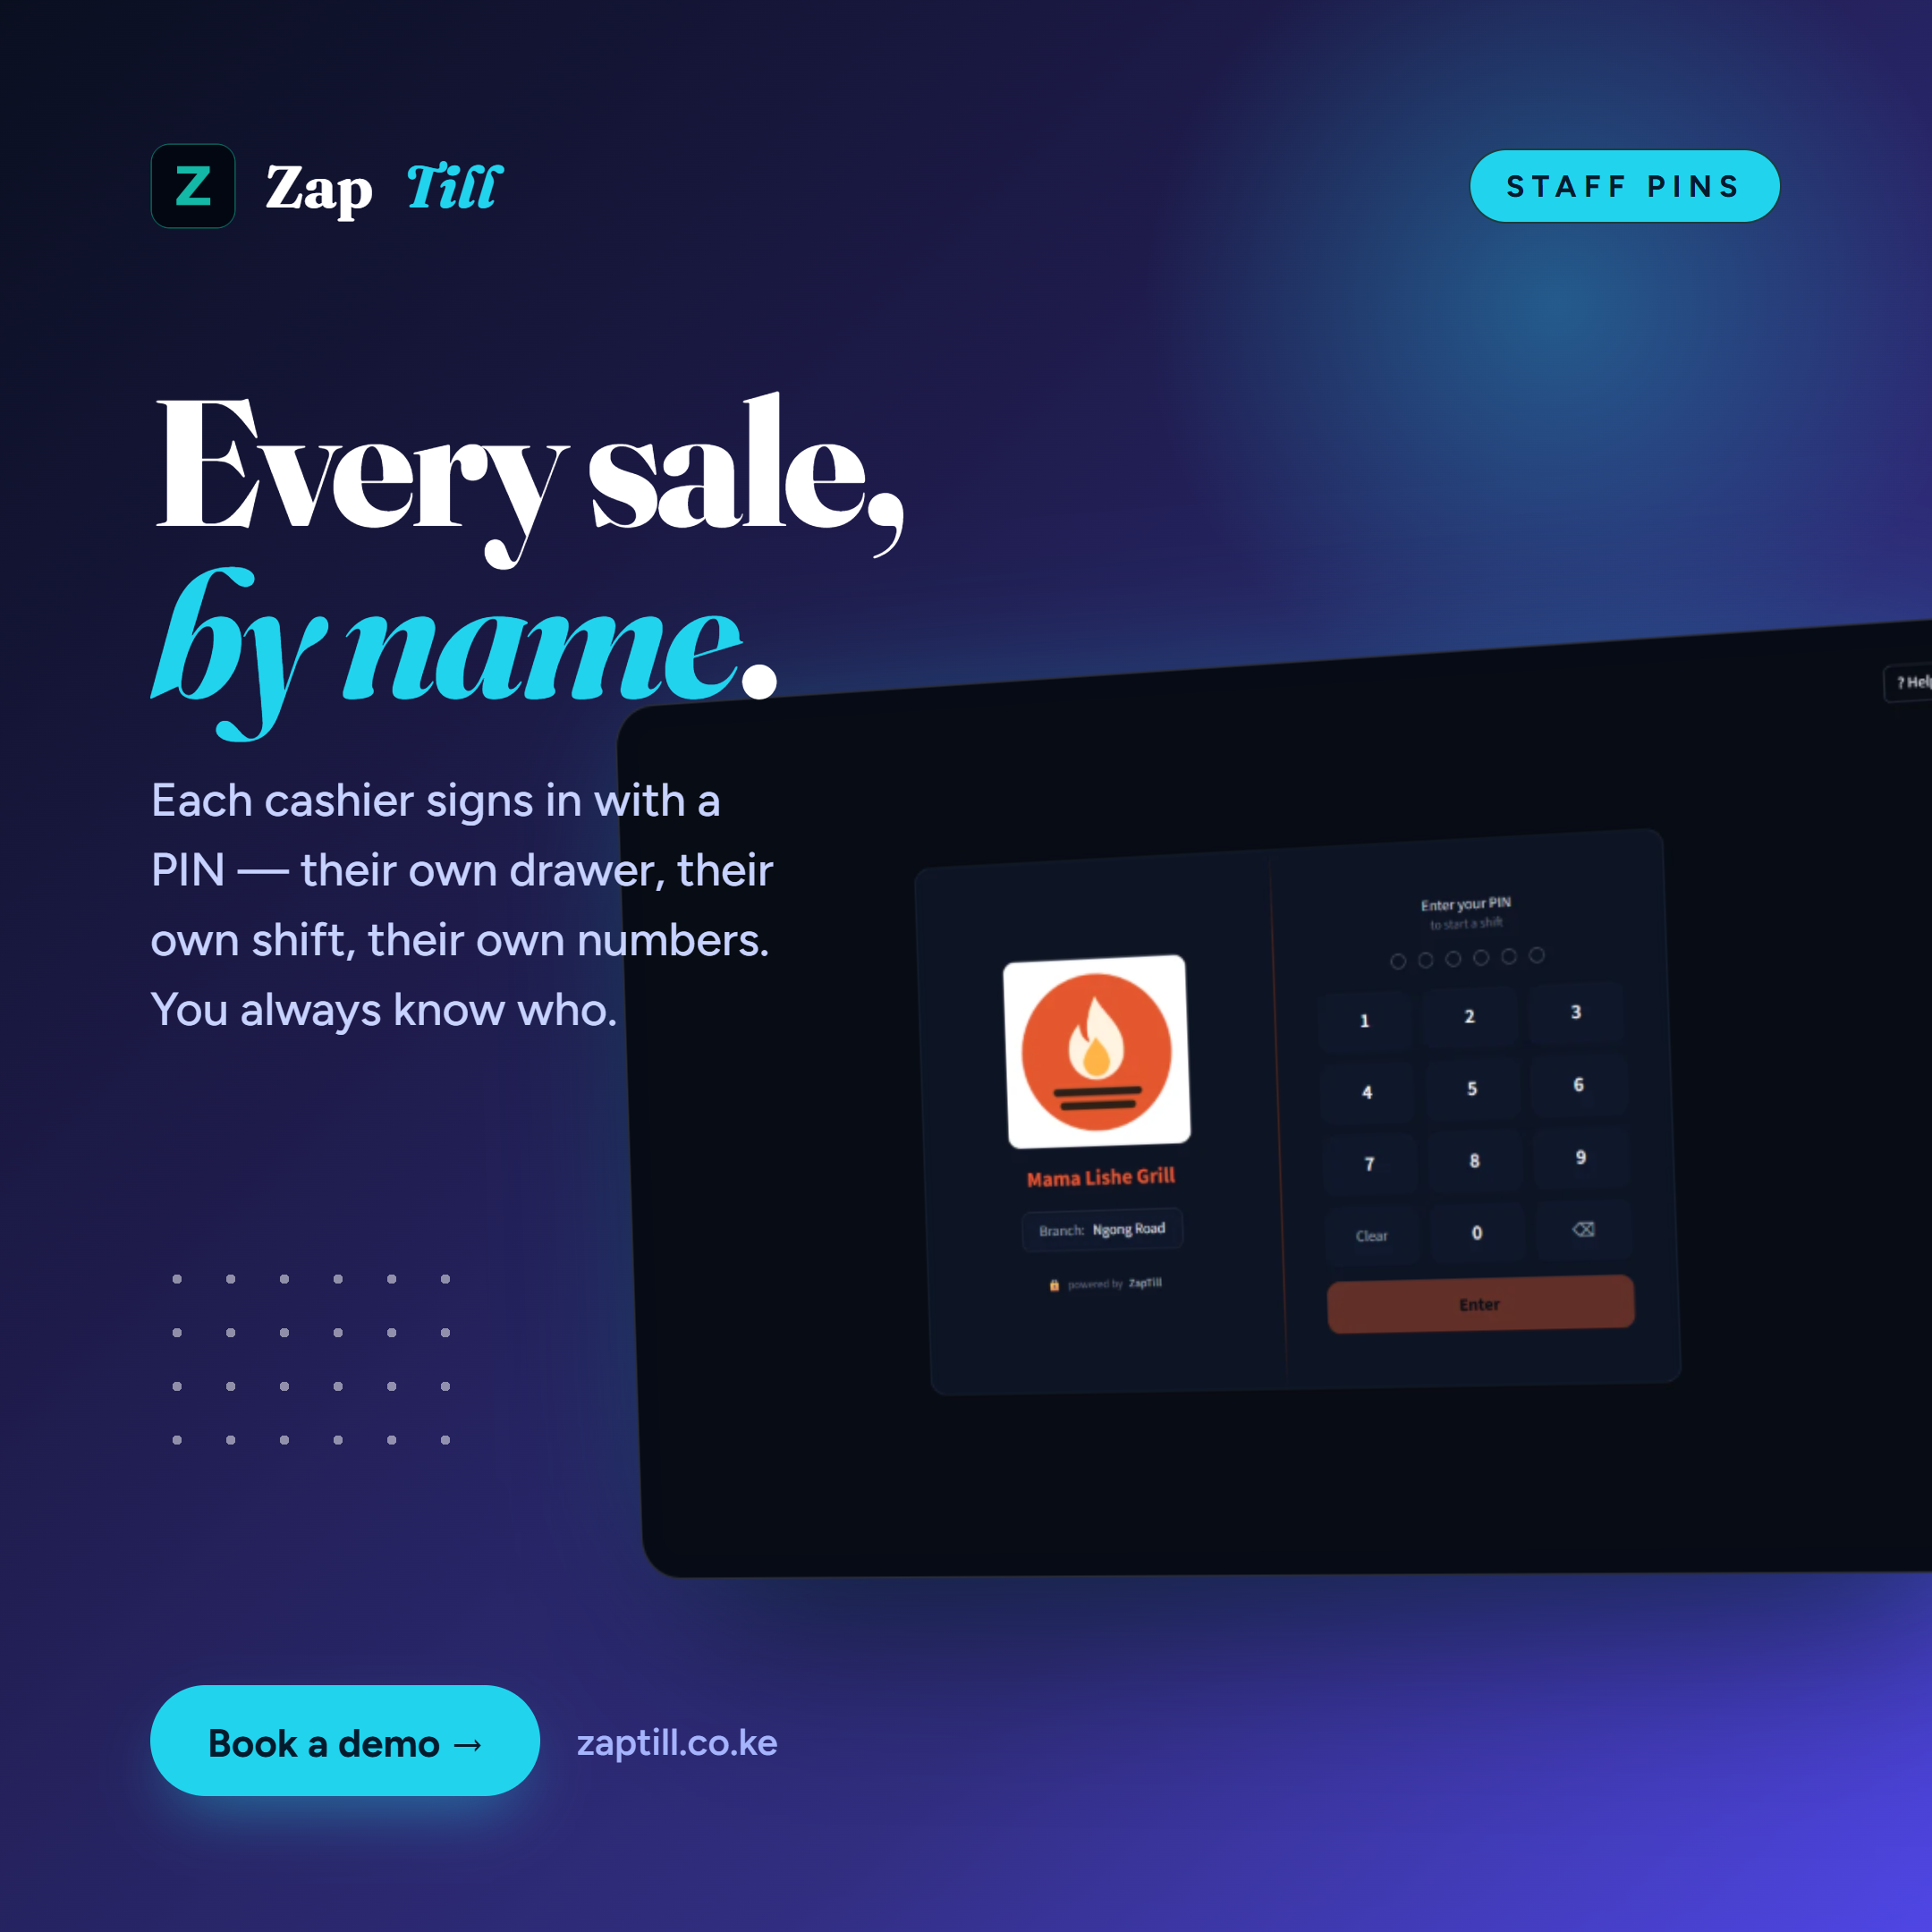 Z Zap Till
STAFF PINS
Every sale,
by name.
Each cashier signs in with a
PIN — their own drawer, their
own shift, their own numbers.
You always know who.
? Help
Mama Lishe Grill
Branch: Ngong Road
powered by ZapTill
Enter your PIN
to start a shift
1 2 3
4 5 6
7 8 9
Clear 0 ⌫
Enter
Book a demo →
zaptill.co.ke